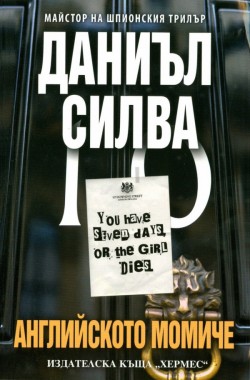 МАЙСТОР НА ШПИОНСКИЯ ТРИЛЪР
ДАНИЪЛ
СИЛВА
10
You have
SEVEN dAYS,
OR the GIRL
DIES
АНГЛИЙСКОТО МОМИЧЕ
ИЗДАТЕЛСКА КЪЩА „ХЕРМЕС“